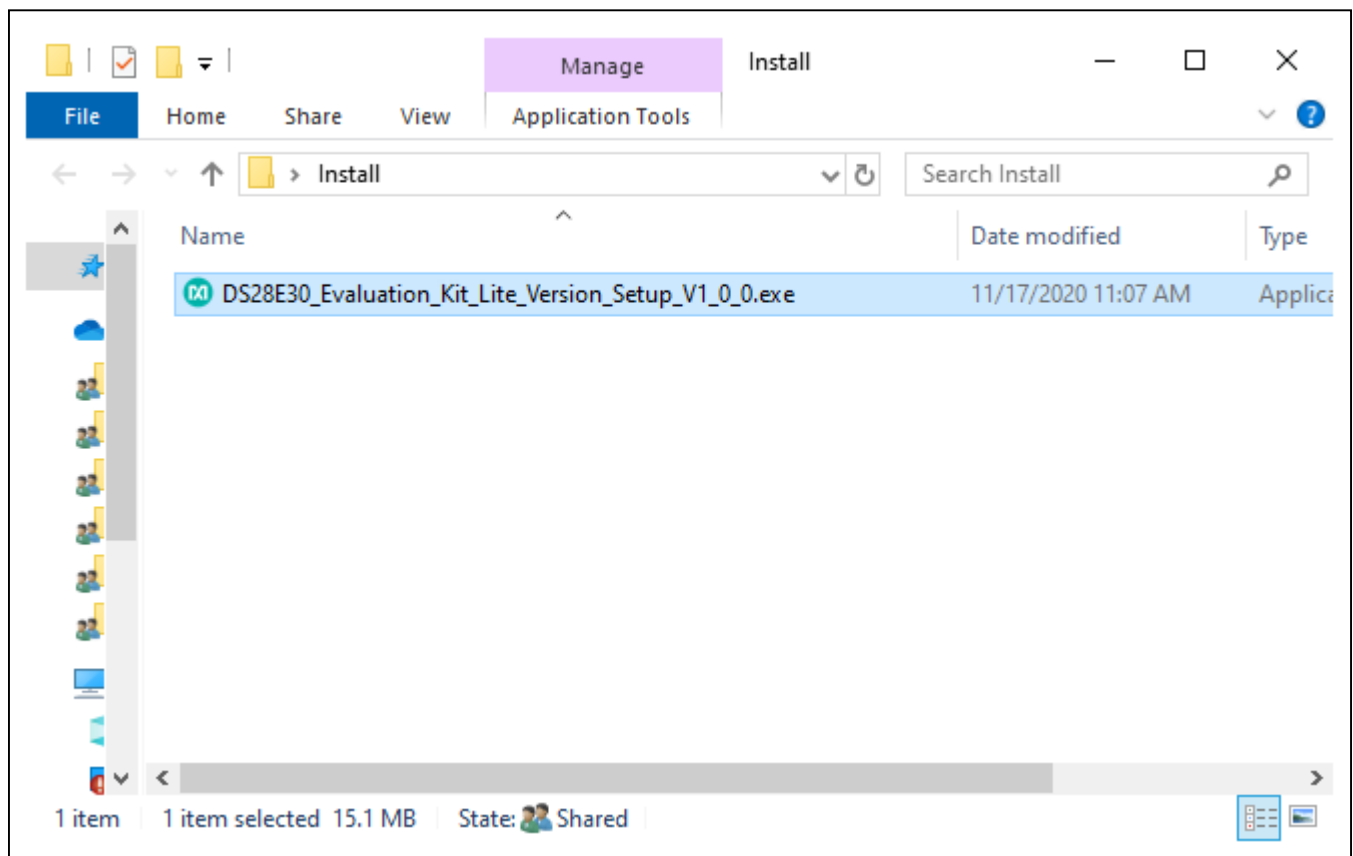 Manage Install
File Home Share View Application Tools
Install Search Install
Name Date modified Type
DS28E30_Evaluation_Kit_Lite_Version_Setup_V1_0_0.exe 11/17/2020 11:07 AM Applica
1 item 1 item selected 15.1 MB State: Shared